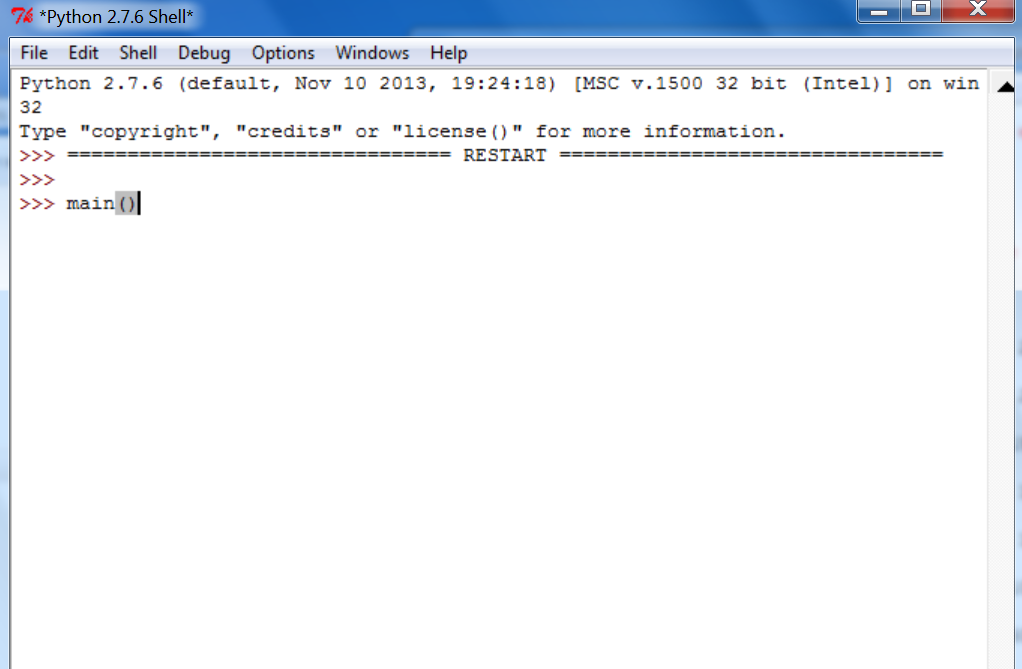 *Python 2.7.6 Shell*
File Edit Shell Debug Options Windows Help
Python 2.7.6 (default, Nov 10 2013, 19:24:18) [MSC v.1500 32 bit (Intel)] on win
32
Type "copyright", "credits" or "license()" for more information.
>>> ================================ RESTART ================================
>>>
>>> main()